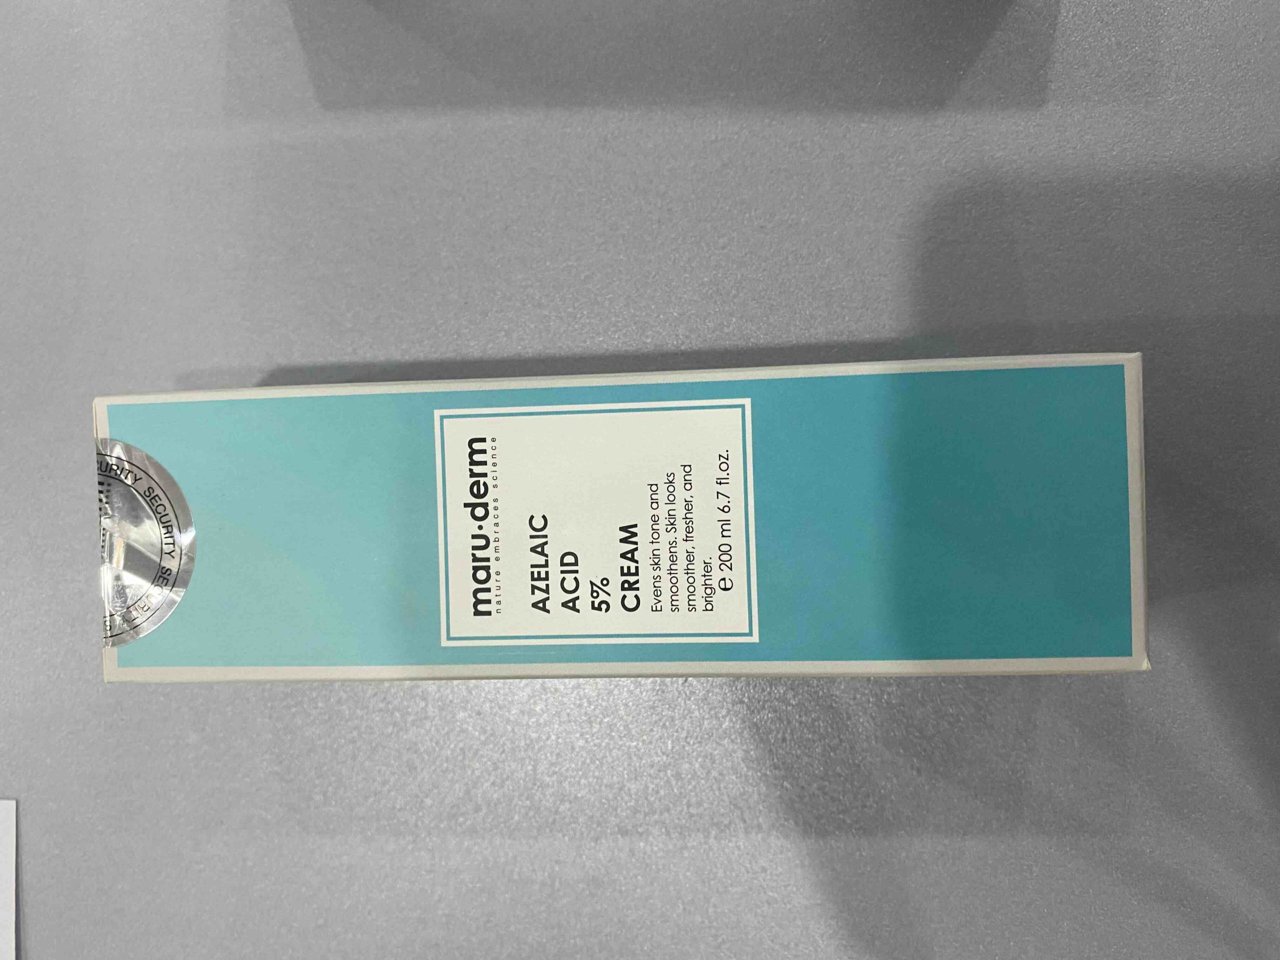 maru·derm
nature embraces science
AZELAIC
ACID
5%
CREAM
Evens skin tone and
smoothens. Skin looks
smoother, fresher, and
brighter.
℮ 200 ml 6.7 fl.oz.
SECURITY SECURITY